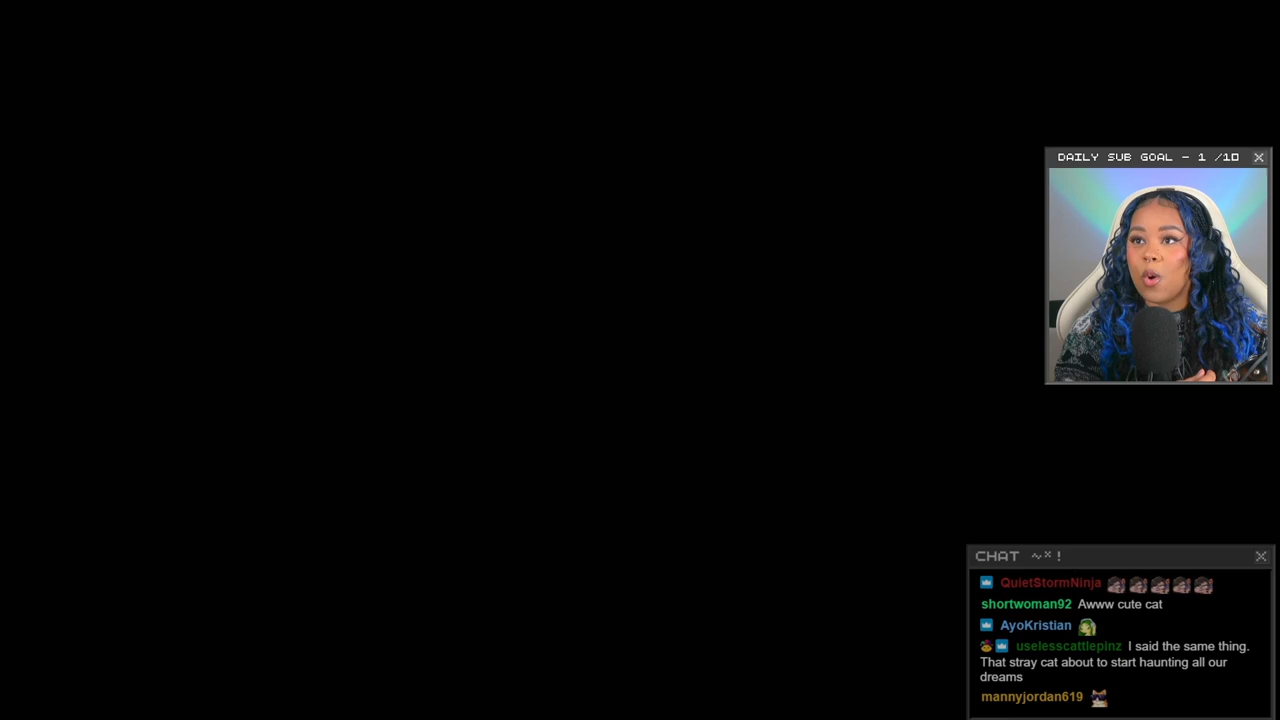 DAILY SUB GOAL - 1 /10
CHAT ~x!
QuietStormNinja
shortwoman92 Awww cute cat
AyoKristian
uselesscattlepinz I said the same thing.
That stray cat about to start haunting all our
dreams
mannyjordan619